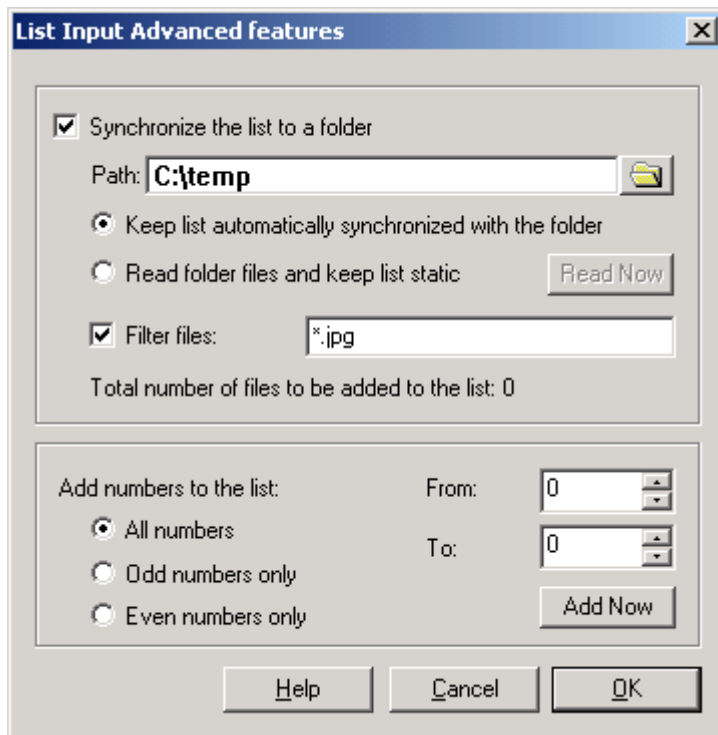 List Input Advanced features
Synchronize the list to a folder
Path: C:\temp
Keep list automatically synchronized with the folder
Read folder files and keep list static Read Now
Filter files: *.jpg
Total number of files to be added to the list: 0
Add numbers to the list: From: 0
All numbers
To: 0
Odd numbers only
Even numbers only Add Now
Help Cancel OK